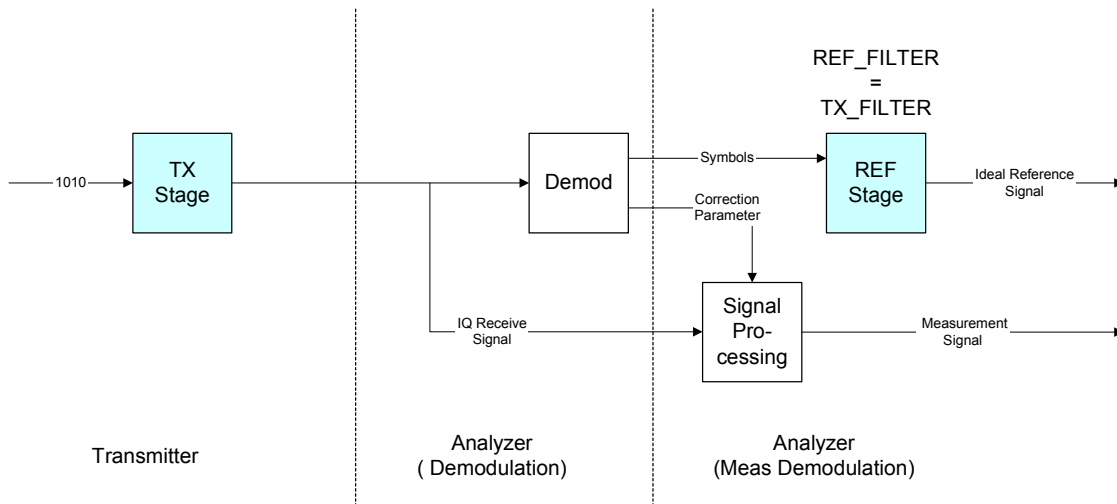 REF_FILTER
=
TX_FILTER
1010
TX
Stage
Demod
Symbols
Correction
Parameter
REF
Stage
Ideal Reference
Signal
IQ Receive
Signal
Signal
Pro-
cessing
Measurement
Signal
Transmitter
Analyzer
( Demodulation)
Analyzer
(Meas Demodulation)